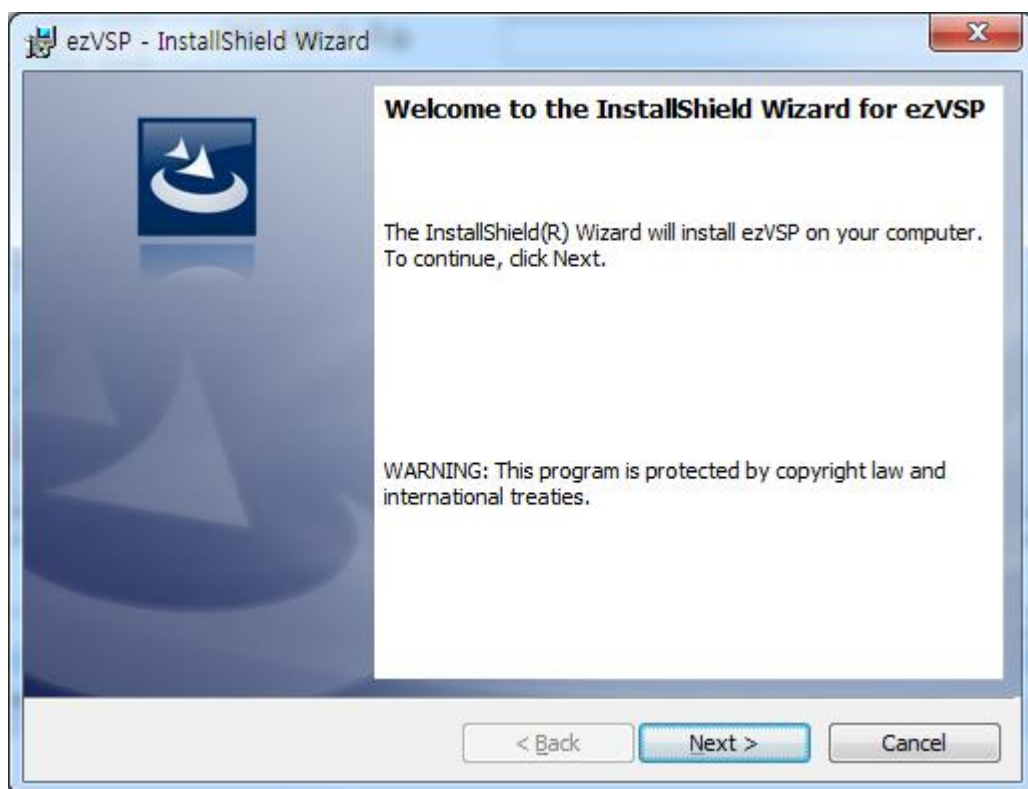 ezVSP - InstallShield Wizard
Welcome to the InstallShield Wizard for ezVSP
The InstallShield(R) Wizard will install ezVSP on your computer.
To continue, click Next.
WARNING: This program is protected by copyright law and
international treaties.
< Back
Next >
Cancel